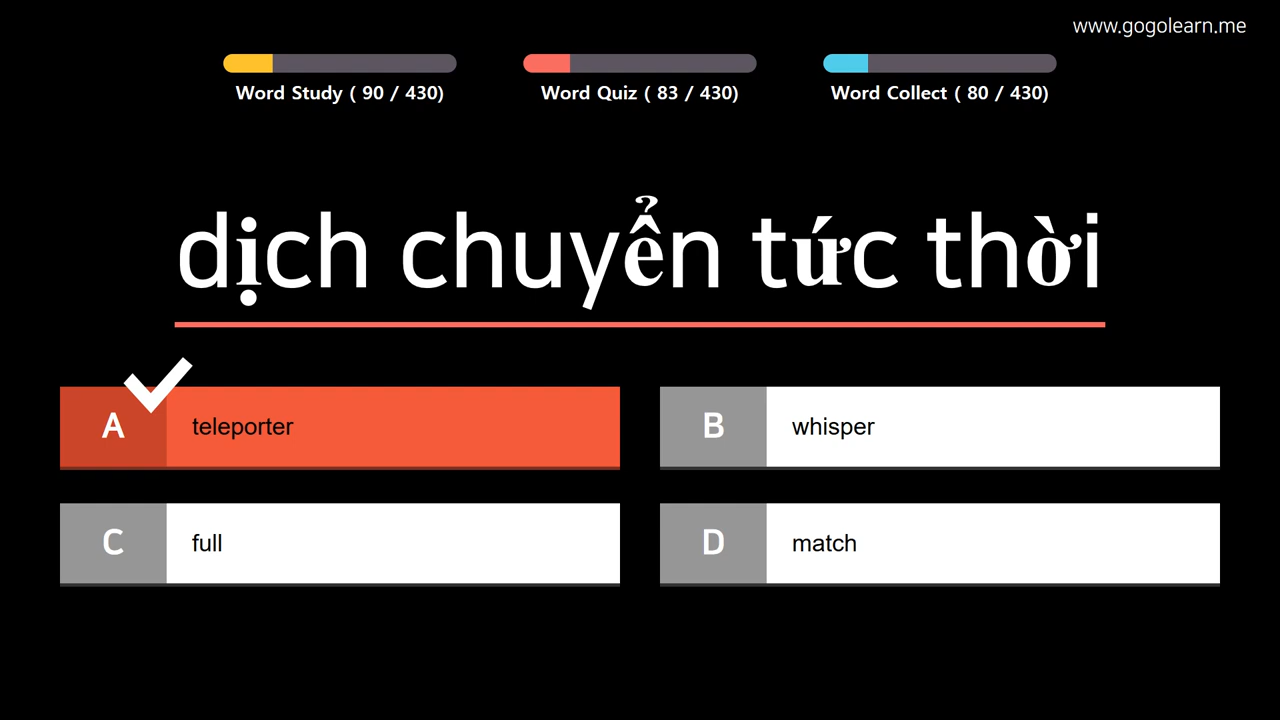 www.gogolearn.me
Word Study ( 90 / 430)
Word Quiz ( 83 / 430)
Word Collect ( 80 / 430)
dịch chuyển tức thời
A teleporter
B whisper
C full
D match